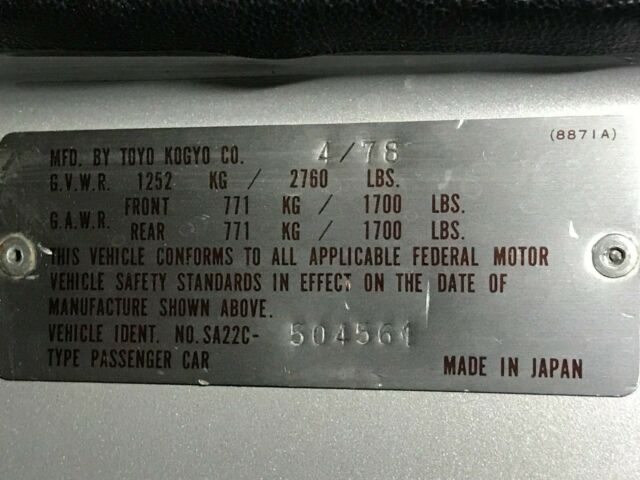 (8871A)
MFD. BY TOYO KOGYO CO. 4/78
G.V.W.R. 1252 KG / 2760 LBS.
G.A.W.R. FRONT 771 KG / 1700 LBS.
REAR 771 KG / 1700 LBS.
THIS VEHICLE CONFORMS TO ALL APPLICABLE FEDERAL MOTOR
VEHICLE SAFETY STANDARDS IN EFFECT ON THE DATE OF
MANUFACTURE SHOWN ABOVE.
VEHICLE IDENT. NO. SA22C-504561
TYPE PASSENGER CAR
MADE IN JAPAN